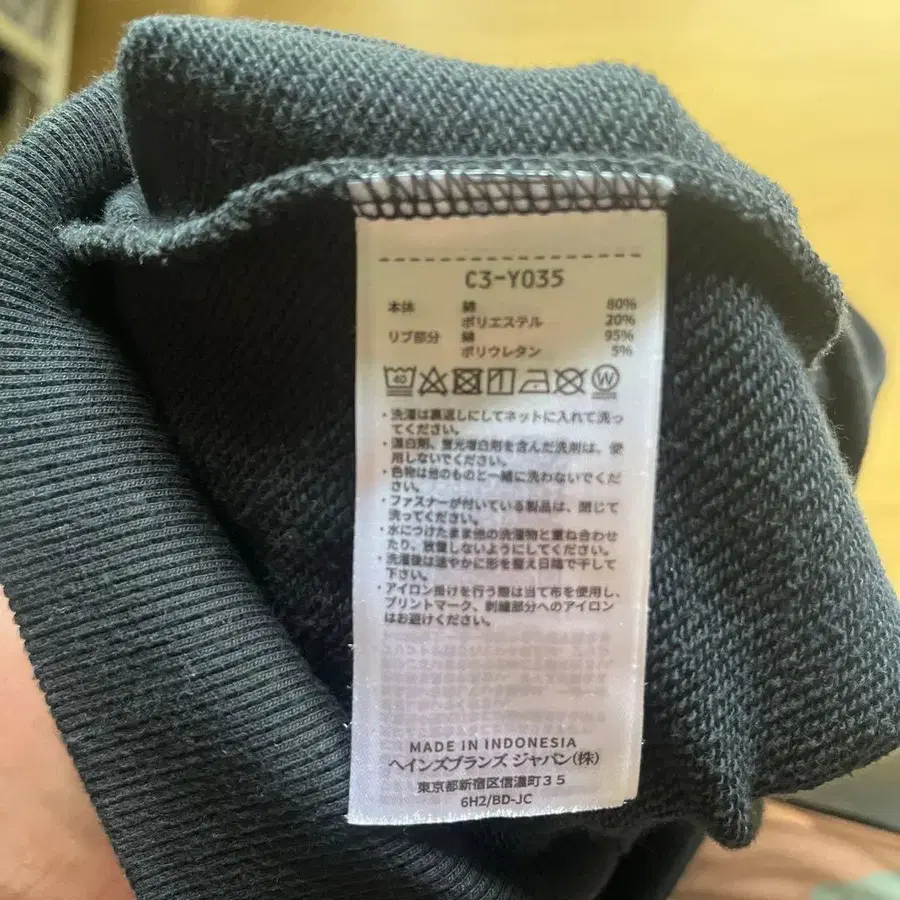 C3-Y035
本体 綿 80%
ポリエステル 20%
リブ部分 綿 95%
ポリウレタン 5%
40 W
・洗濯は裏返しにしてネットに入れて洗っ
てください。
・漂白剤、蛍光増白剤を含んだ洗剤は、使
用しないでください。
・色物は他のものと一緒に洗わないでくだ
さい。
・ファスナーが付いている製品は、閉じて
洗ってください。
・水につけたまま他の洗濯物と重ね合わせ
たり、放置しないようにしてください。
・洗濯後は速やかに形を整え日陰で干して
下さい。
・アイロン掛けを行う際は当て布を使用し、
プリントマーク、刺繍部分へのアイロン
はお避けください。
MADE IN INDONESIA
ヘインズブランズ ジャパン(株)
東京都新宿区信濃町35
6H2/BD-JC